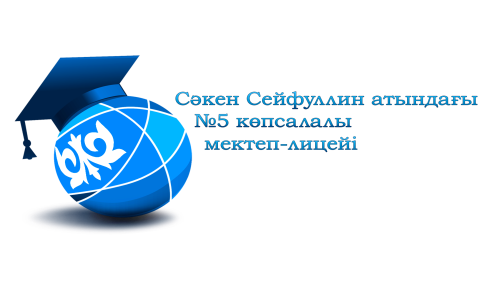 Сәкен Сейфуллин атындағы
№5 көпсалалы
мектеп-лицейі